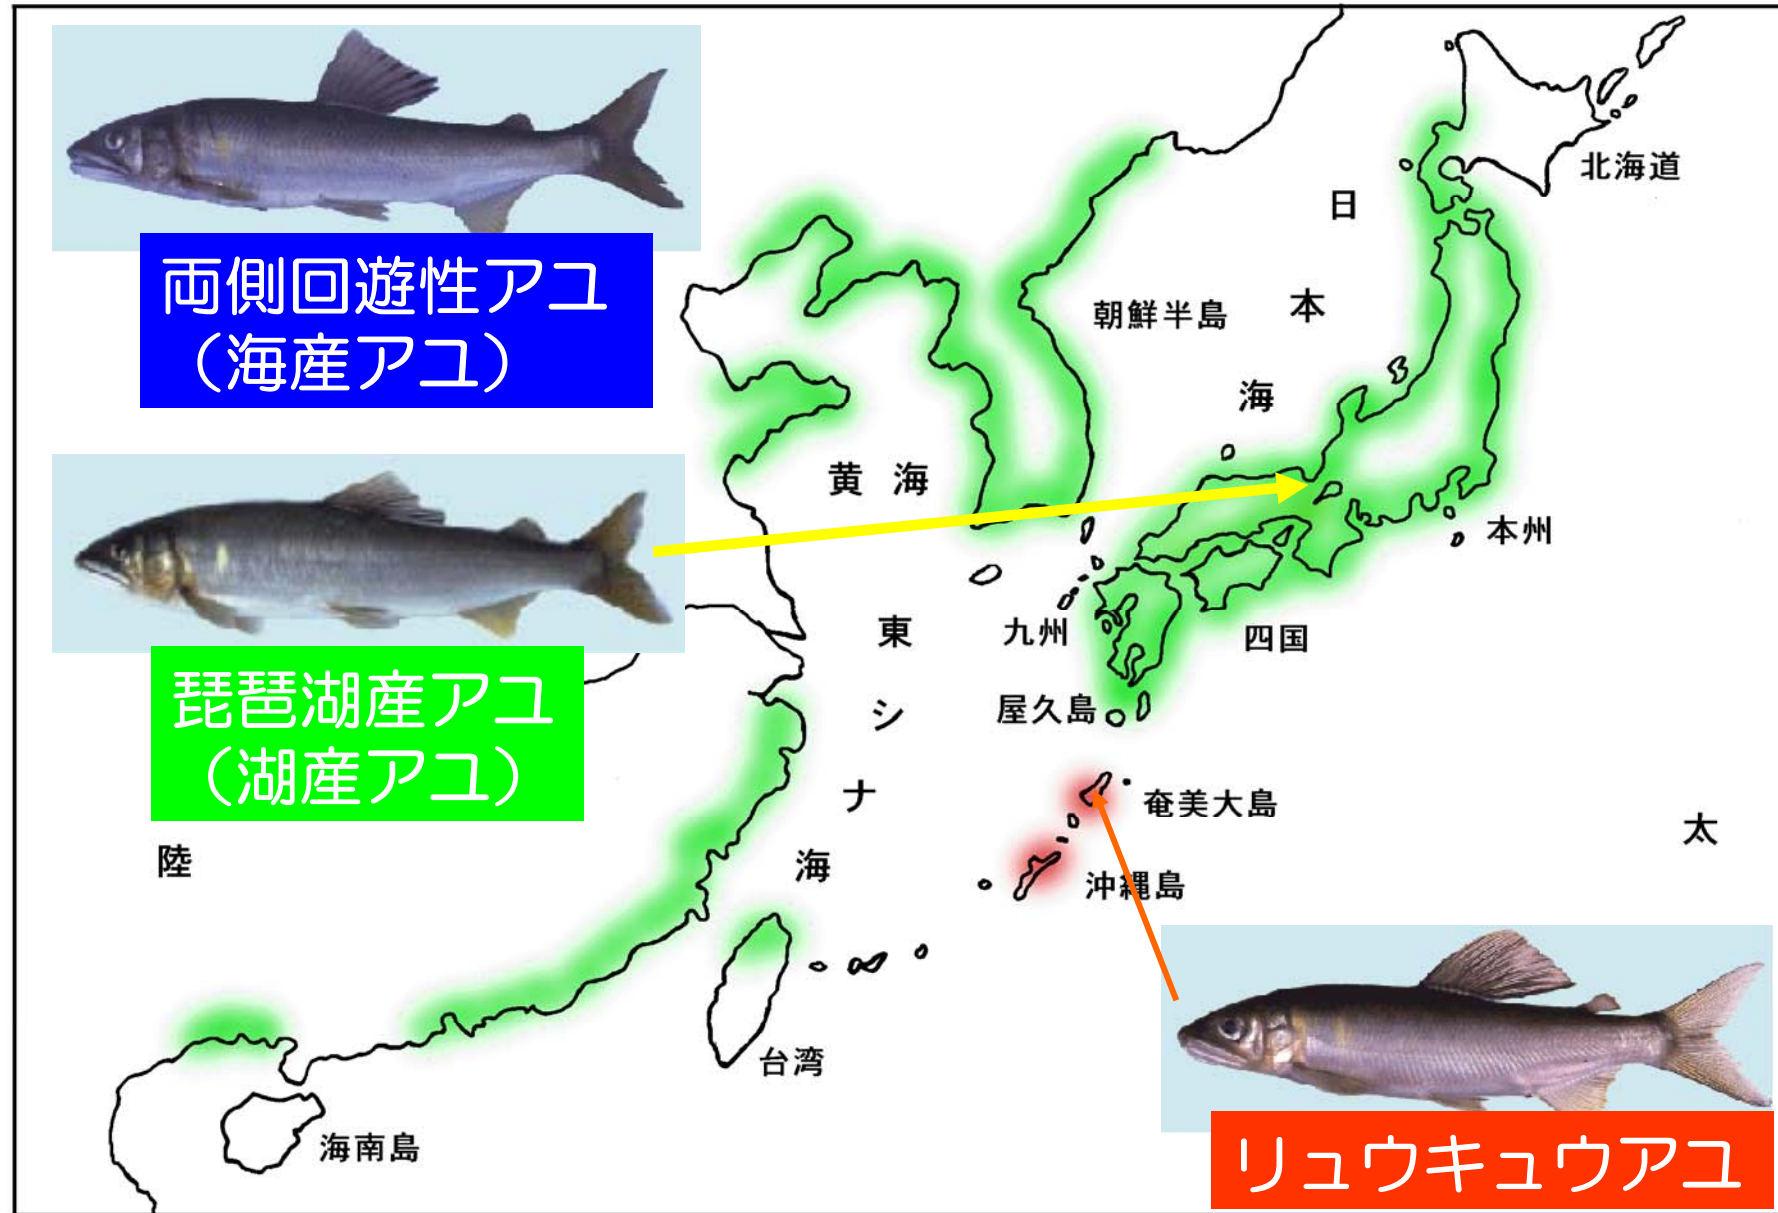 両側回遊性アユ
（海産アユ）
琵琶湖産アユ
（湖産アユ）
リュウキュウアユ
北海道
日
本
海
朝鮮半島
黄海
本州
東
シ
ナ
海
九州
四国
屋久島
奄美大島
沖縄島
太
陸
台湾
海南島